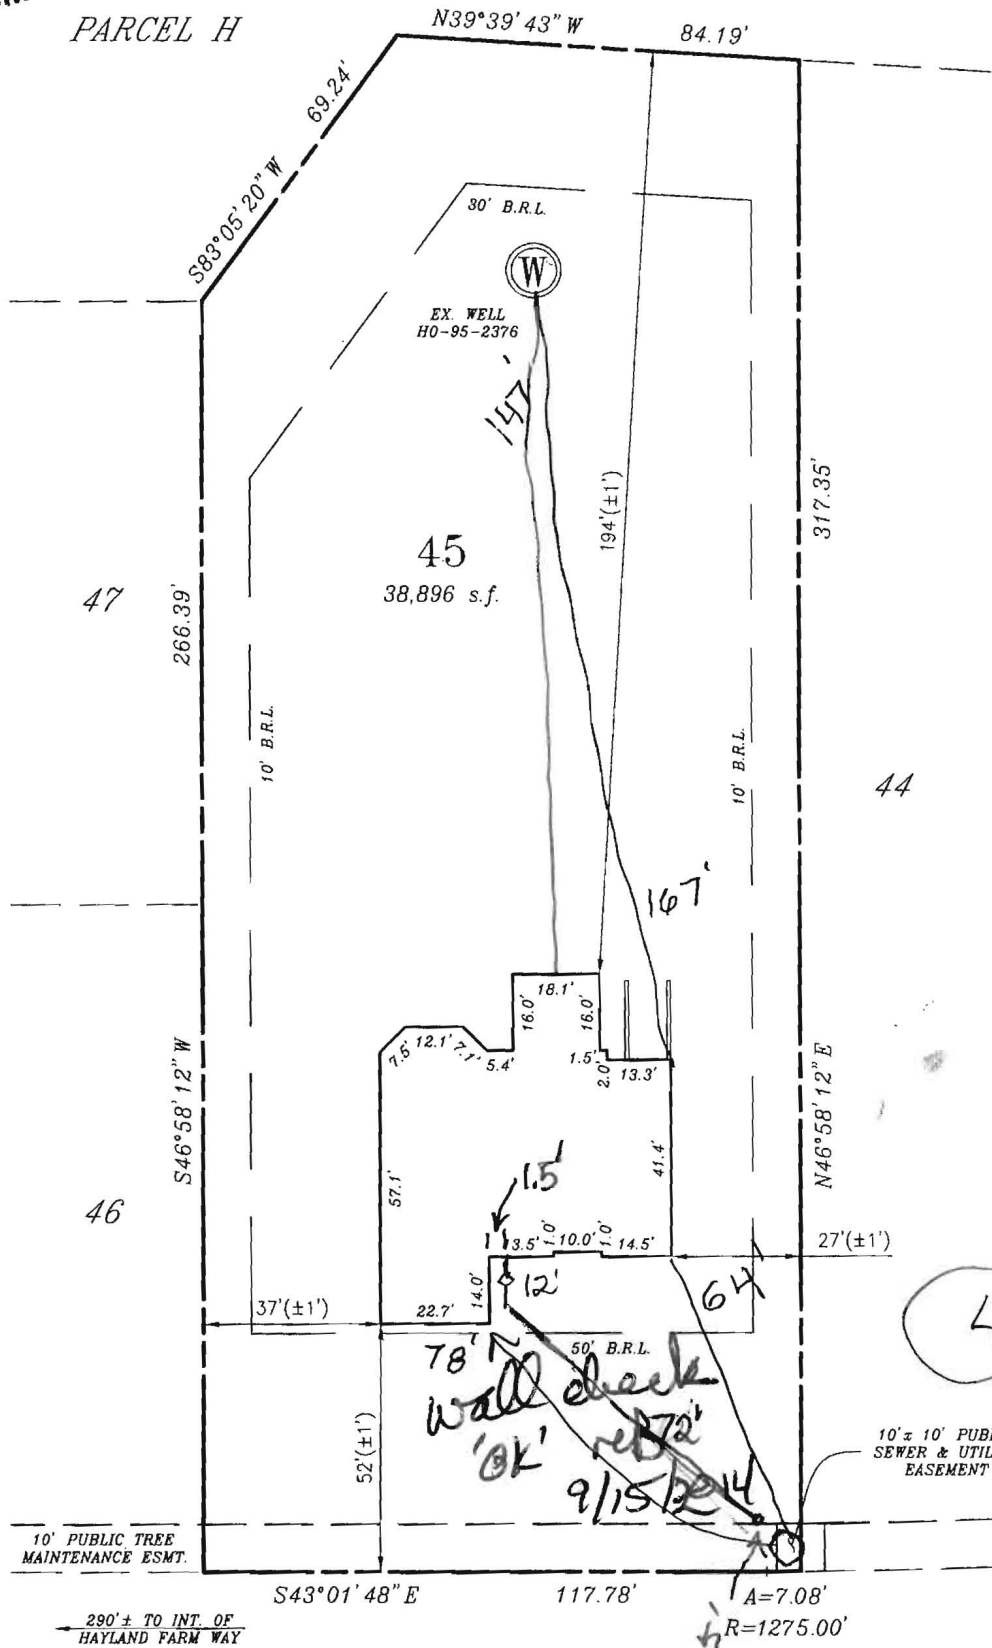 PARCEL H
N39°39'43" W
84.19'
69.24'
S83°05'20" W
30' B.R.L.
W
EX. WELL
HO-95-2376
147'
194'(±1')
317.35'
45
38,896 s.f.
47
266.39'
10' B.R.L.
10' B.R.L.
44
167'
18.1'
16.0'
16.0'
7.5'
12.1'
7.1'
5.4'
1.5'
2.0'
13.3'
S46°58'12" W
N46°58'12" E
57.1'
41.4'
46
1.5'
3.5'
1.0'
10.0'
1.0'
14.5'
27'(±1')
14.0'
12'
64'
37'(±1')
22.7'
50' B.R.L.
78'
wall check
'OK'
72'
9/15/2014
52'(±1')
10' x 10' PUB
SEWER & UTIL
EASEMENT
10' PUBLIC TREE
MAINTENANCE ESMT.
S43°01'48" E
117.78'
A=7.08'
R=1275.00'
290'± TO INT. OF
HAYLAND FARM WAY